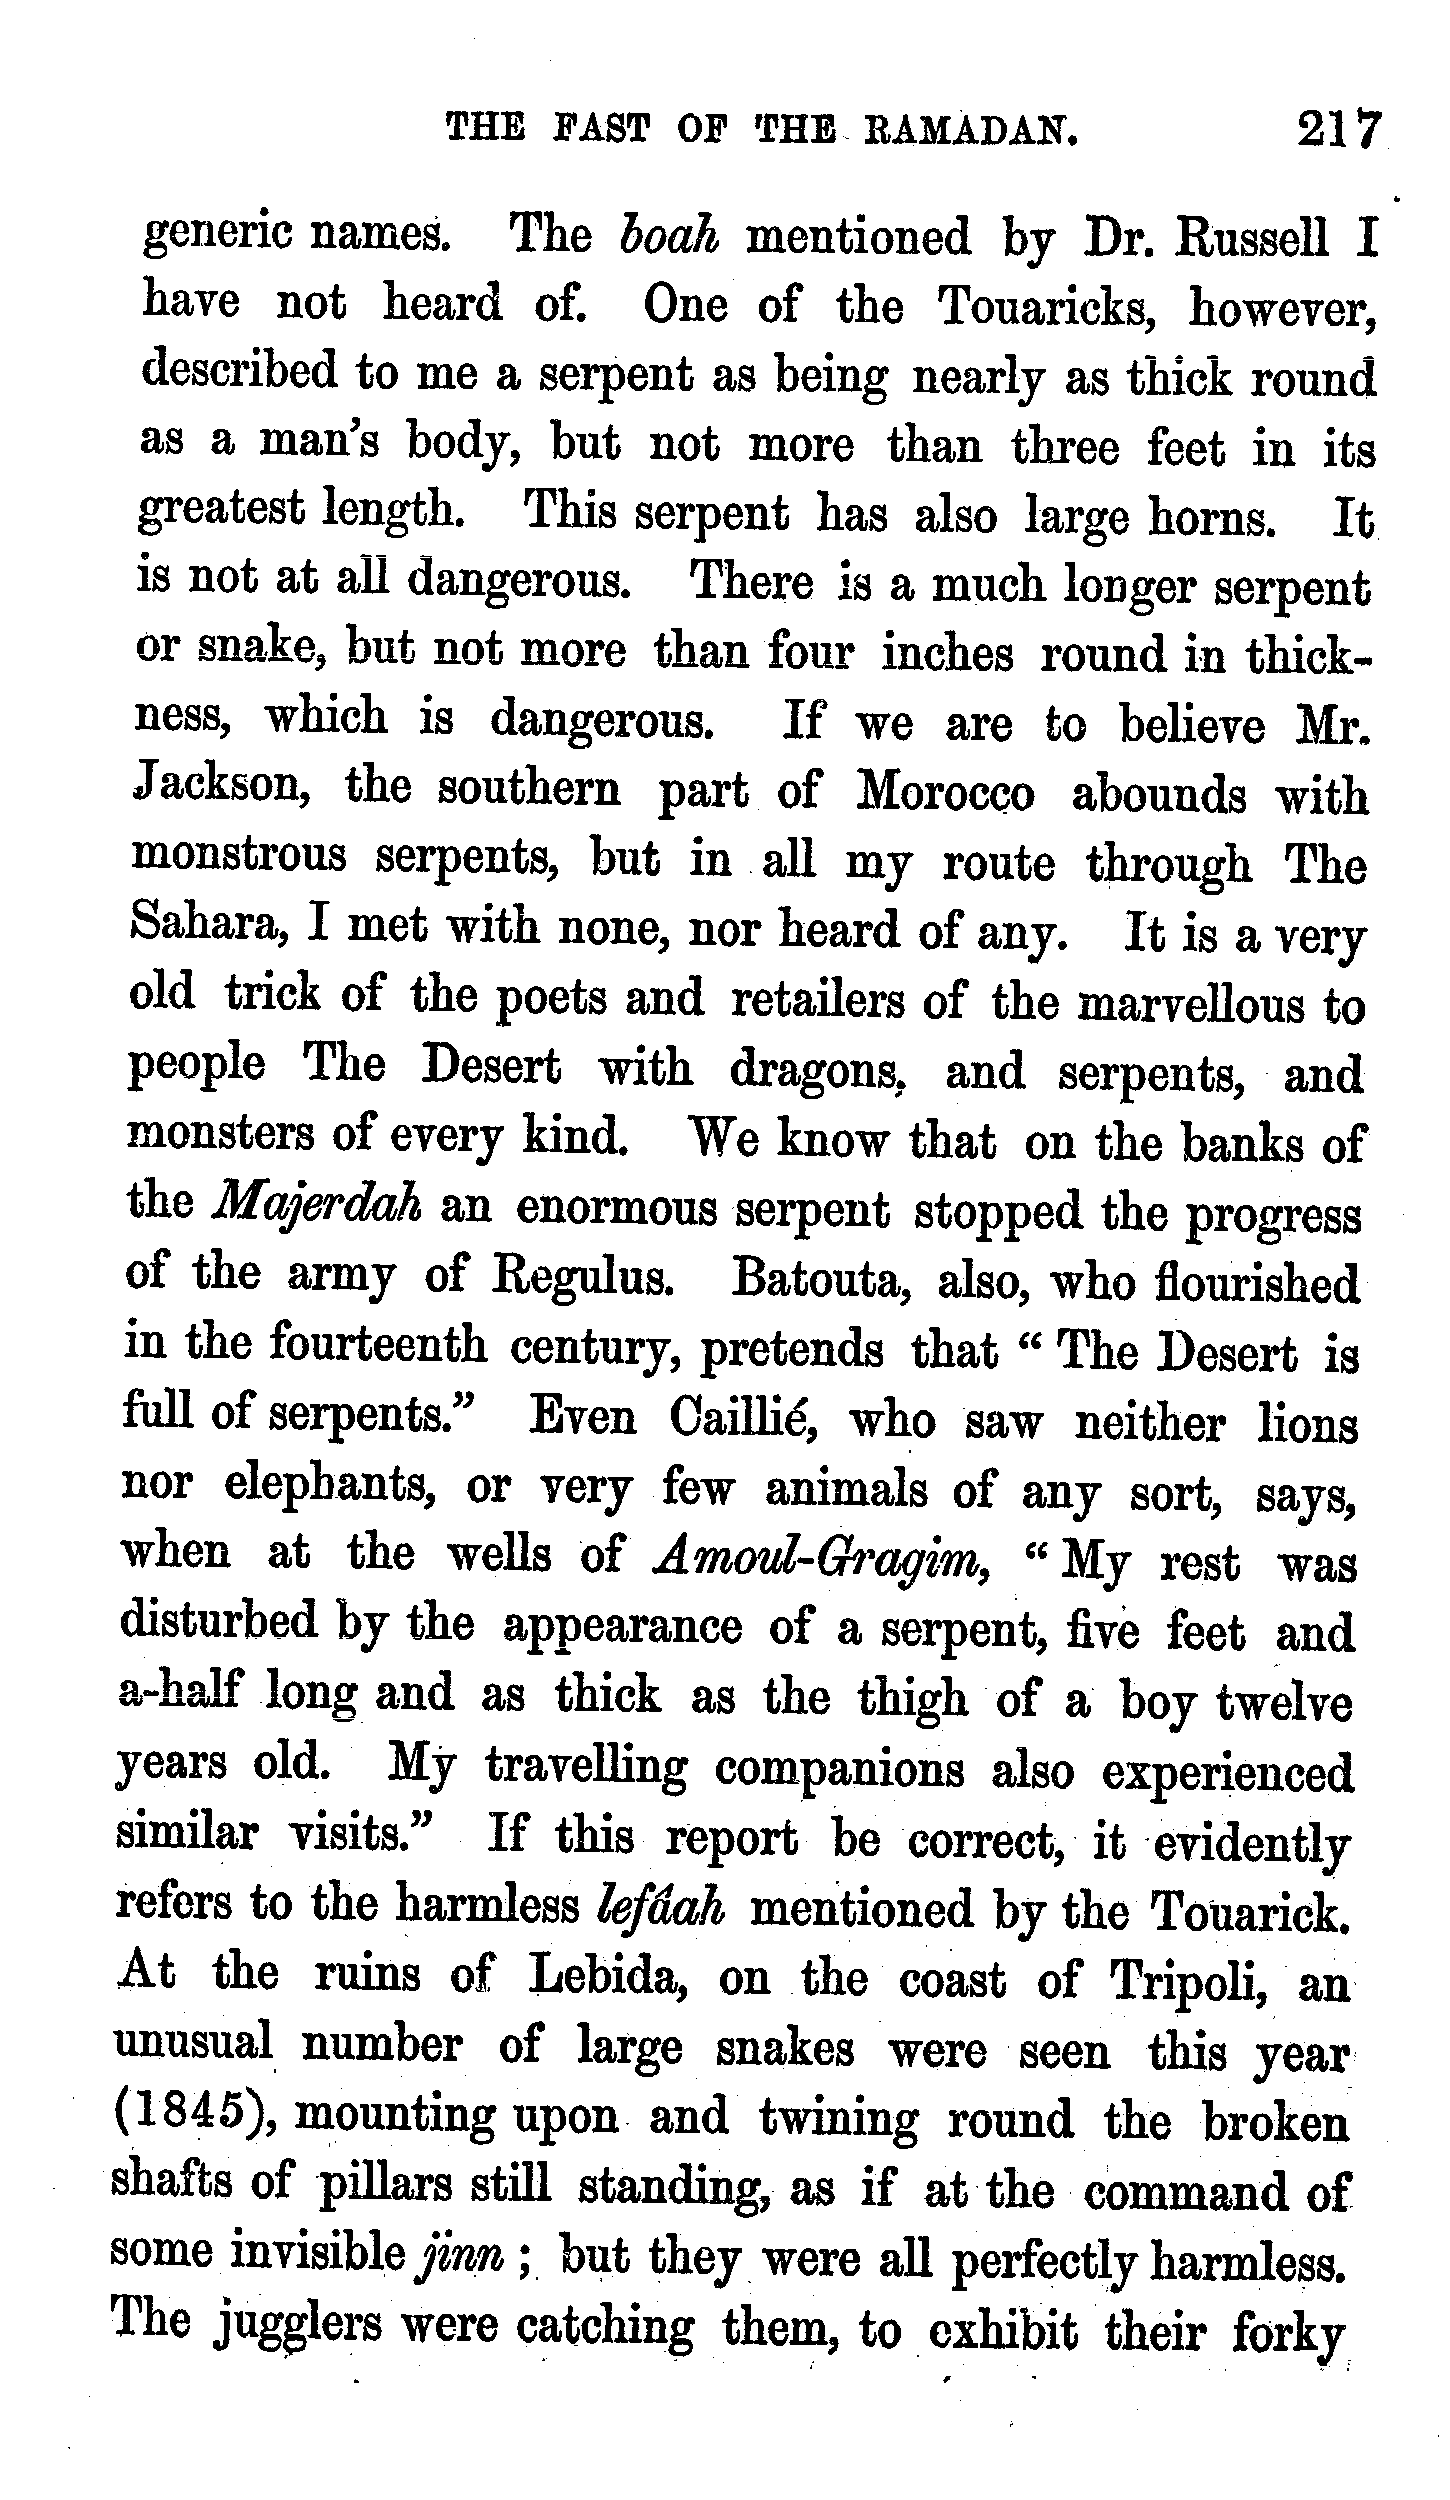 THE FAST OF THE RAMADAN. 217
generic names. The boah mentioned by Dr. Russell I
have not heard of. One of the Touaricks, however,
described to me a serpent as being nearly as thick round
as a man's body, but not more than three feet in its
greatest length. This serpent has also large horns. It
is not at all dangerous. There is a much longer serpent
or snake, but not more than four inches round in thick-
ness, which is dangerous. If we are to believe Mr.
Jackson, the southern part of Morocco abounds with
monstrous serpents, but in all my route through The
Sahara, I met with none, nor heard of any. It is a very
old trick of the poets and retailers of the marvellous to
people The Desert with dragons, and serpents, and
monsters of every kind. We know that on the banks of
the Majerdah an enormous serpent stopped the progress
of the army of Regulus. Batouta, also, who flourished
in the fourteenth century, pretends that “ The Desert is
full of serpents.” Even Caillié, who saw neither lions
nor elephants, or very few animals of any sort, says,
when at the wells of Amoul-Gragim, “ My rest was
disturbed by the appearance of a serpent, five feet and
a-half long and as thick as the thigh of a boy twelve
years old. My travelling companions also experienced
similar visits.” If this report be correct, it evidently
refers to the harmless lefâah mentioned by the Touarick.
At the ruins of Lebida, on the coast of Tripoli, an
unusual number of large snakes were seen this year
(1845), mounting upon and twining round the broken
shafts of pillars still standing, as if at the command of
some invisible jinn ; but they were all perfectly harmless.
The jugglers were catching them, to exhibit their forky